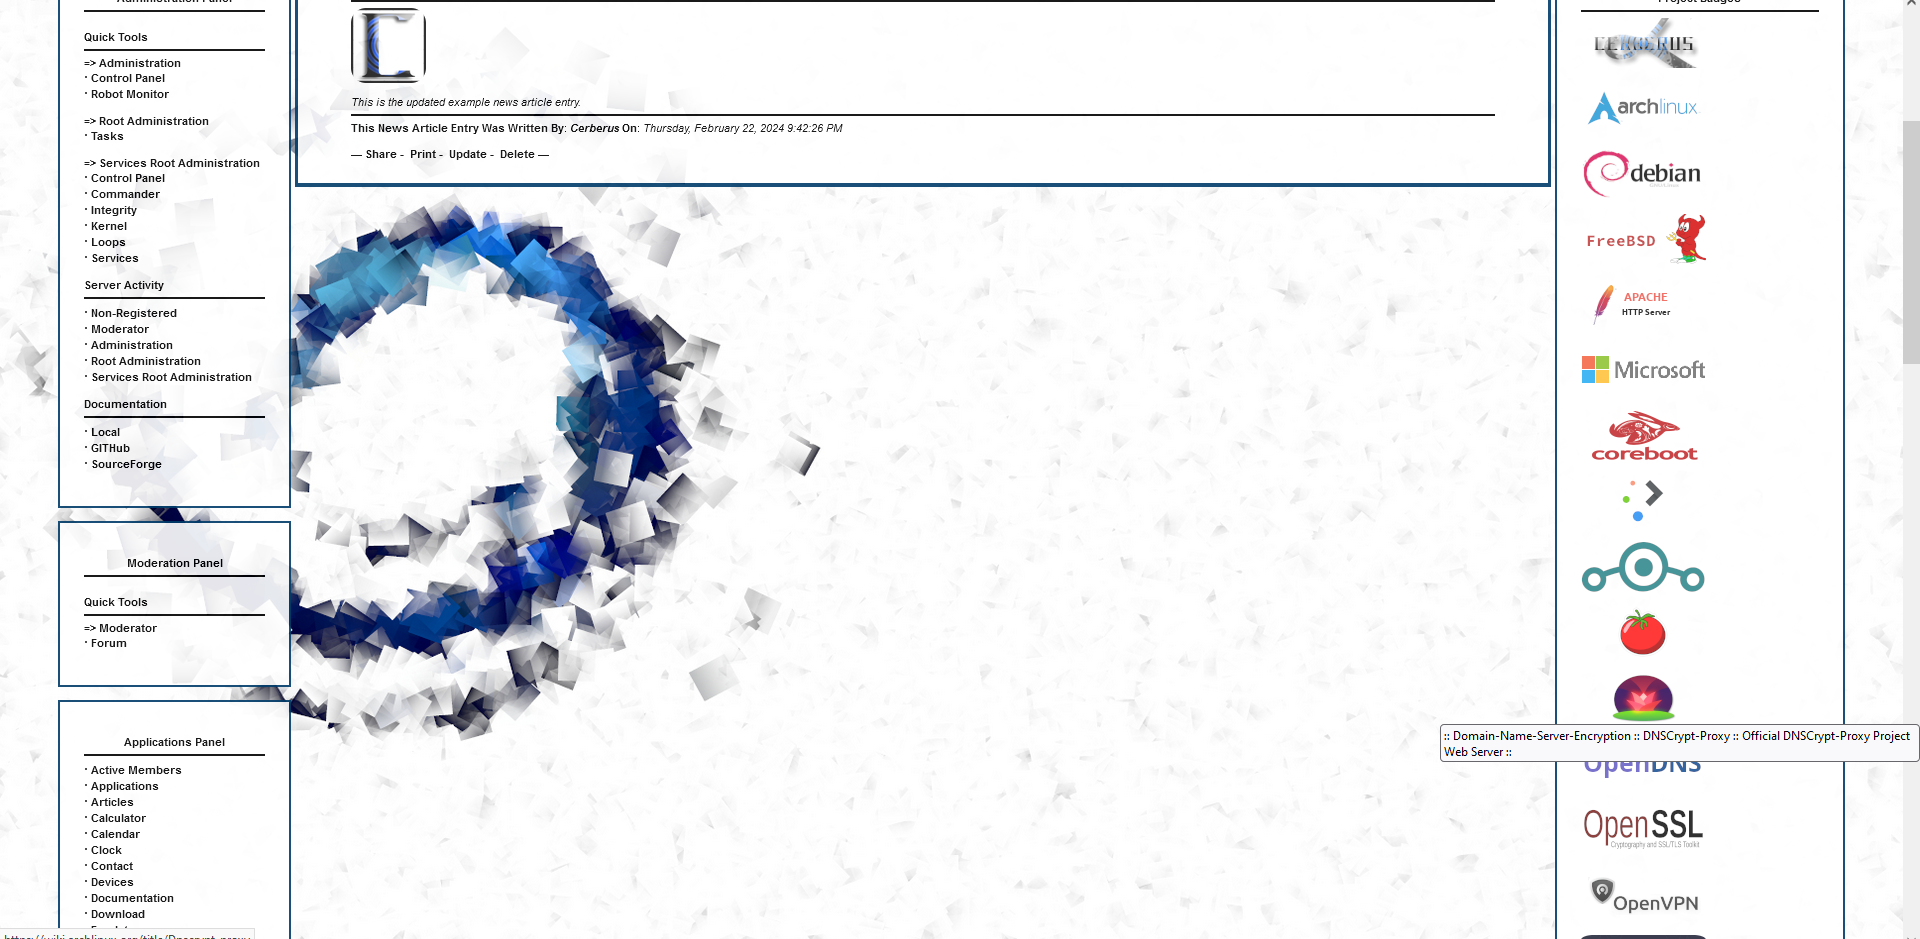 Administration Panel
Quick Tools
=> Administration
· Control Panel
· Robot Monitor
=> Root Administration
· Tasks
=> Services Root Administration
· Control Panel
· Commander
· Integrity
· Kernel
· Loops
· Services
Server Activity
· Non-Registered
· Moderator
· Administration
· Root Administration
· Services Root Administration
Documentation
· Local
· GITHub
· SourceForge
Moderation Panel
Quick Tools
=> Moderator
· Forum
Applications Panel
· Active Members
· Applications
· Articles
· Calculator
· Calendar
· Clock
· Contact
· Devices
· Documentation
· Download
https://wiki.archlinux.org/title/Dnscrypt-proxy
This is the updated example news article entry.
This News Article Entry Was Written By: Cerberus On: Thursday, February 22, 2024 9:42:26 PM
— Share - Print - Update - Delete —
Project Badges
CERBERUS
archlinux
debian
FreeBSD
APACHE
HTTP Server
Microsoft
coreboot
:: Domain-Name-Server-Encryption :: DNSCrypt-Proxy :: Official DNSCrypt-Proxy Project
Web Server ::
OpenDNS
OpenSSL
Cryptography and SSL/TLS Toolkit
OpenVPN